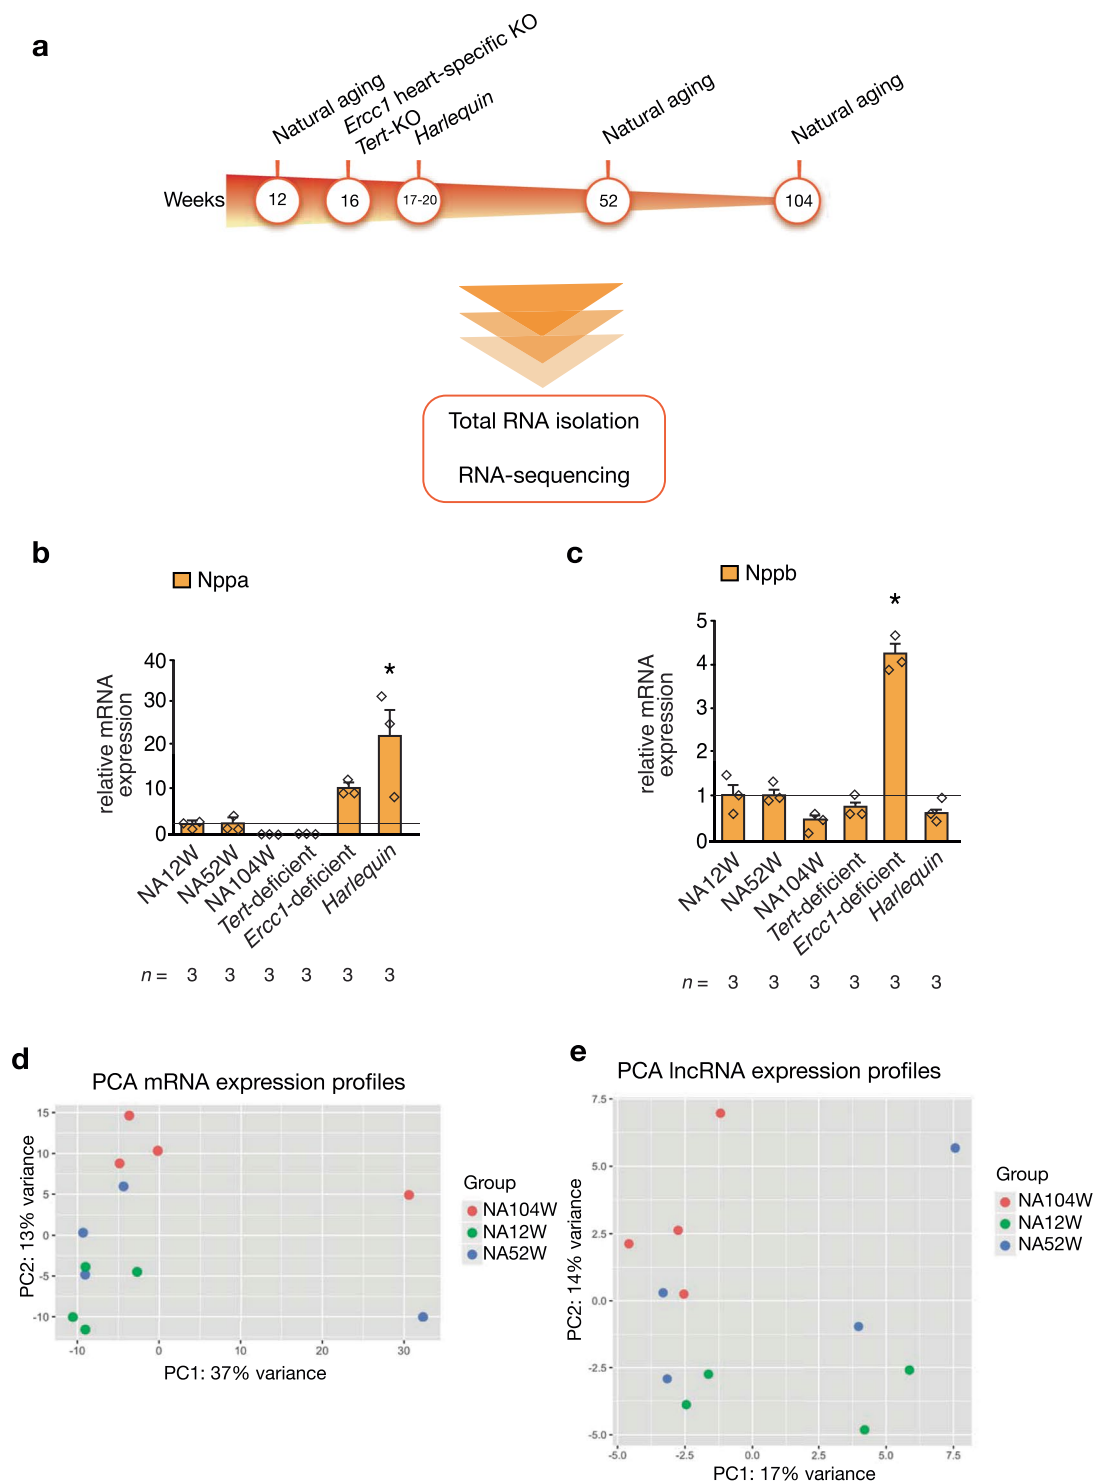 a
Natural aging
Ercc1 heart-specific KO
Tert-KO
Harlequin
Natural aging
Natural aging
Weeks
12
16
17-20
52
104
Total RNA isolation
RNA-sequencing
b
Nppa
relative mRNA
expression
40
30
20
10
0
*
NA12W
NA52W
NA104W
Tert-deficient
Ercc1-deficient
Harlequin
n = 3 3 3 3 3 3
c
Nppb
relative mRNA
expression
5
4
3
2
1
0
*
NA12W
NA52W
NA104W
Tert-deficient
Ercc1-deficient
Harlequin
n = 3 3 3 3 3 3
d
PCA mRNA expression profiles
PC2: 13% variance
15
10
5
0
-5
-10
-10 0 10 20 30
PC1: 37% variance
Group
NA104W
NA12W
NA52W
e
PCA lncRNA expression profiles
PC2: 14% variance
7.5
5.0
2.5
0.0
-2.5
-5.0
-5.0 -2.5 0.0 2.5 5.0 7.5
PC1: 17% variance
Group
NA104W
NA12W
NA52W